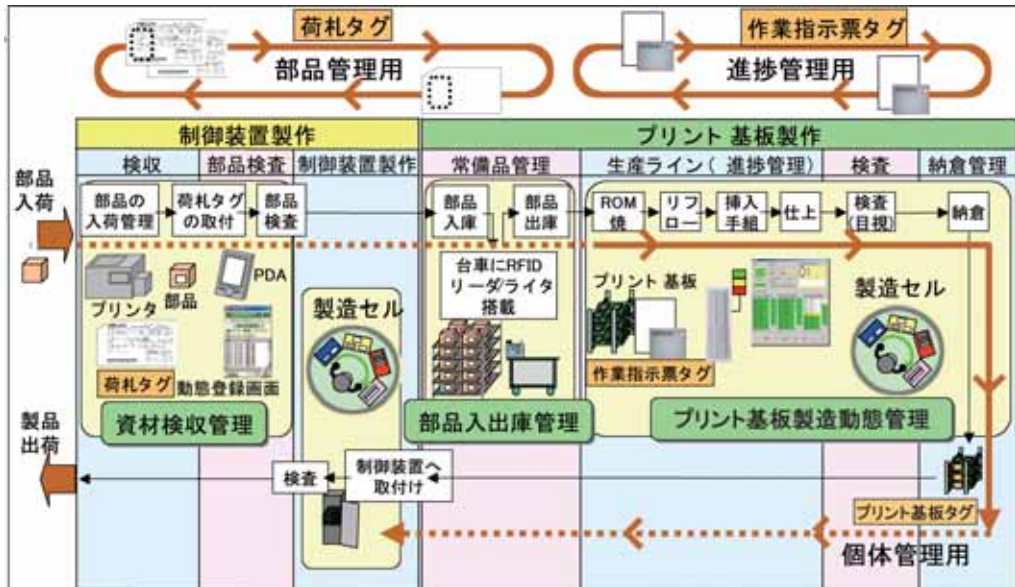 荷札タグ
部品管理用
作業指示票タグ
進捗管理用
制御装置製作
プリント 基板製作
検収
部品検査
制御装置製作
常備品管理
生産ライン( 進捗管理)
検査
納倉管理
部品
入荷
部品の
入荷管理
荷札タグ
の取付
部品
検査
部品
入庫
部品
出庫
ROM
焼
リフ
ロー
挿入
手組
仕上
検査
(目視)
納倉
プリンタ
部品
PDA
製造セル
台車にRFID
リーダ/ライタ
搭載
プリント 基板
製造セル
荷札タグ
動態登録画面
作業指示票タグ
資材検収管理
部品入出庫管理
プリント基板製造動態管理
製品
出荷
検査
制御装置へ
取付け
プリント基板タグ
個体管理用